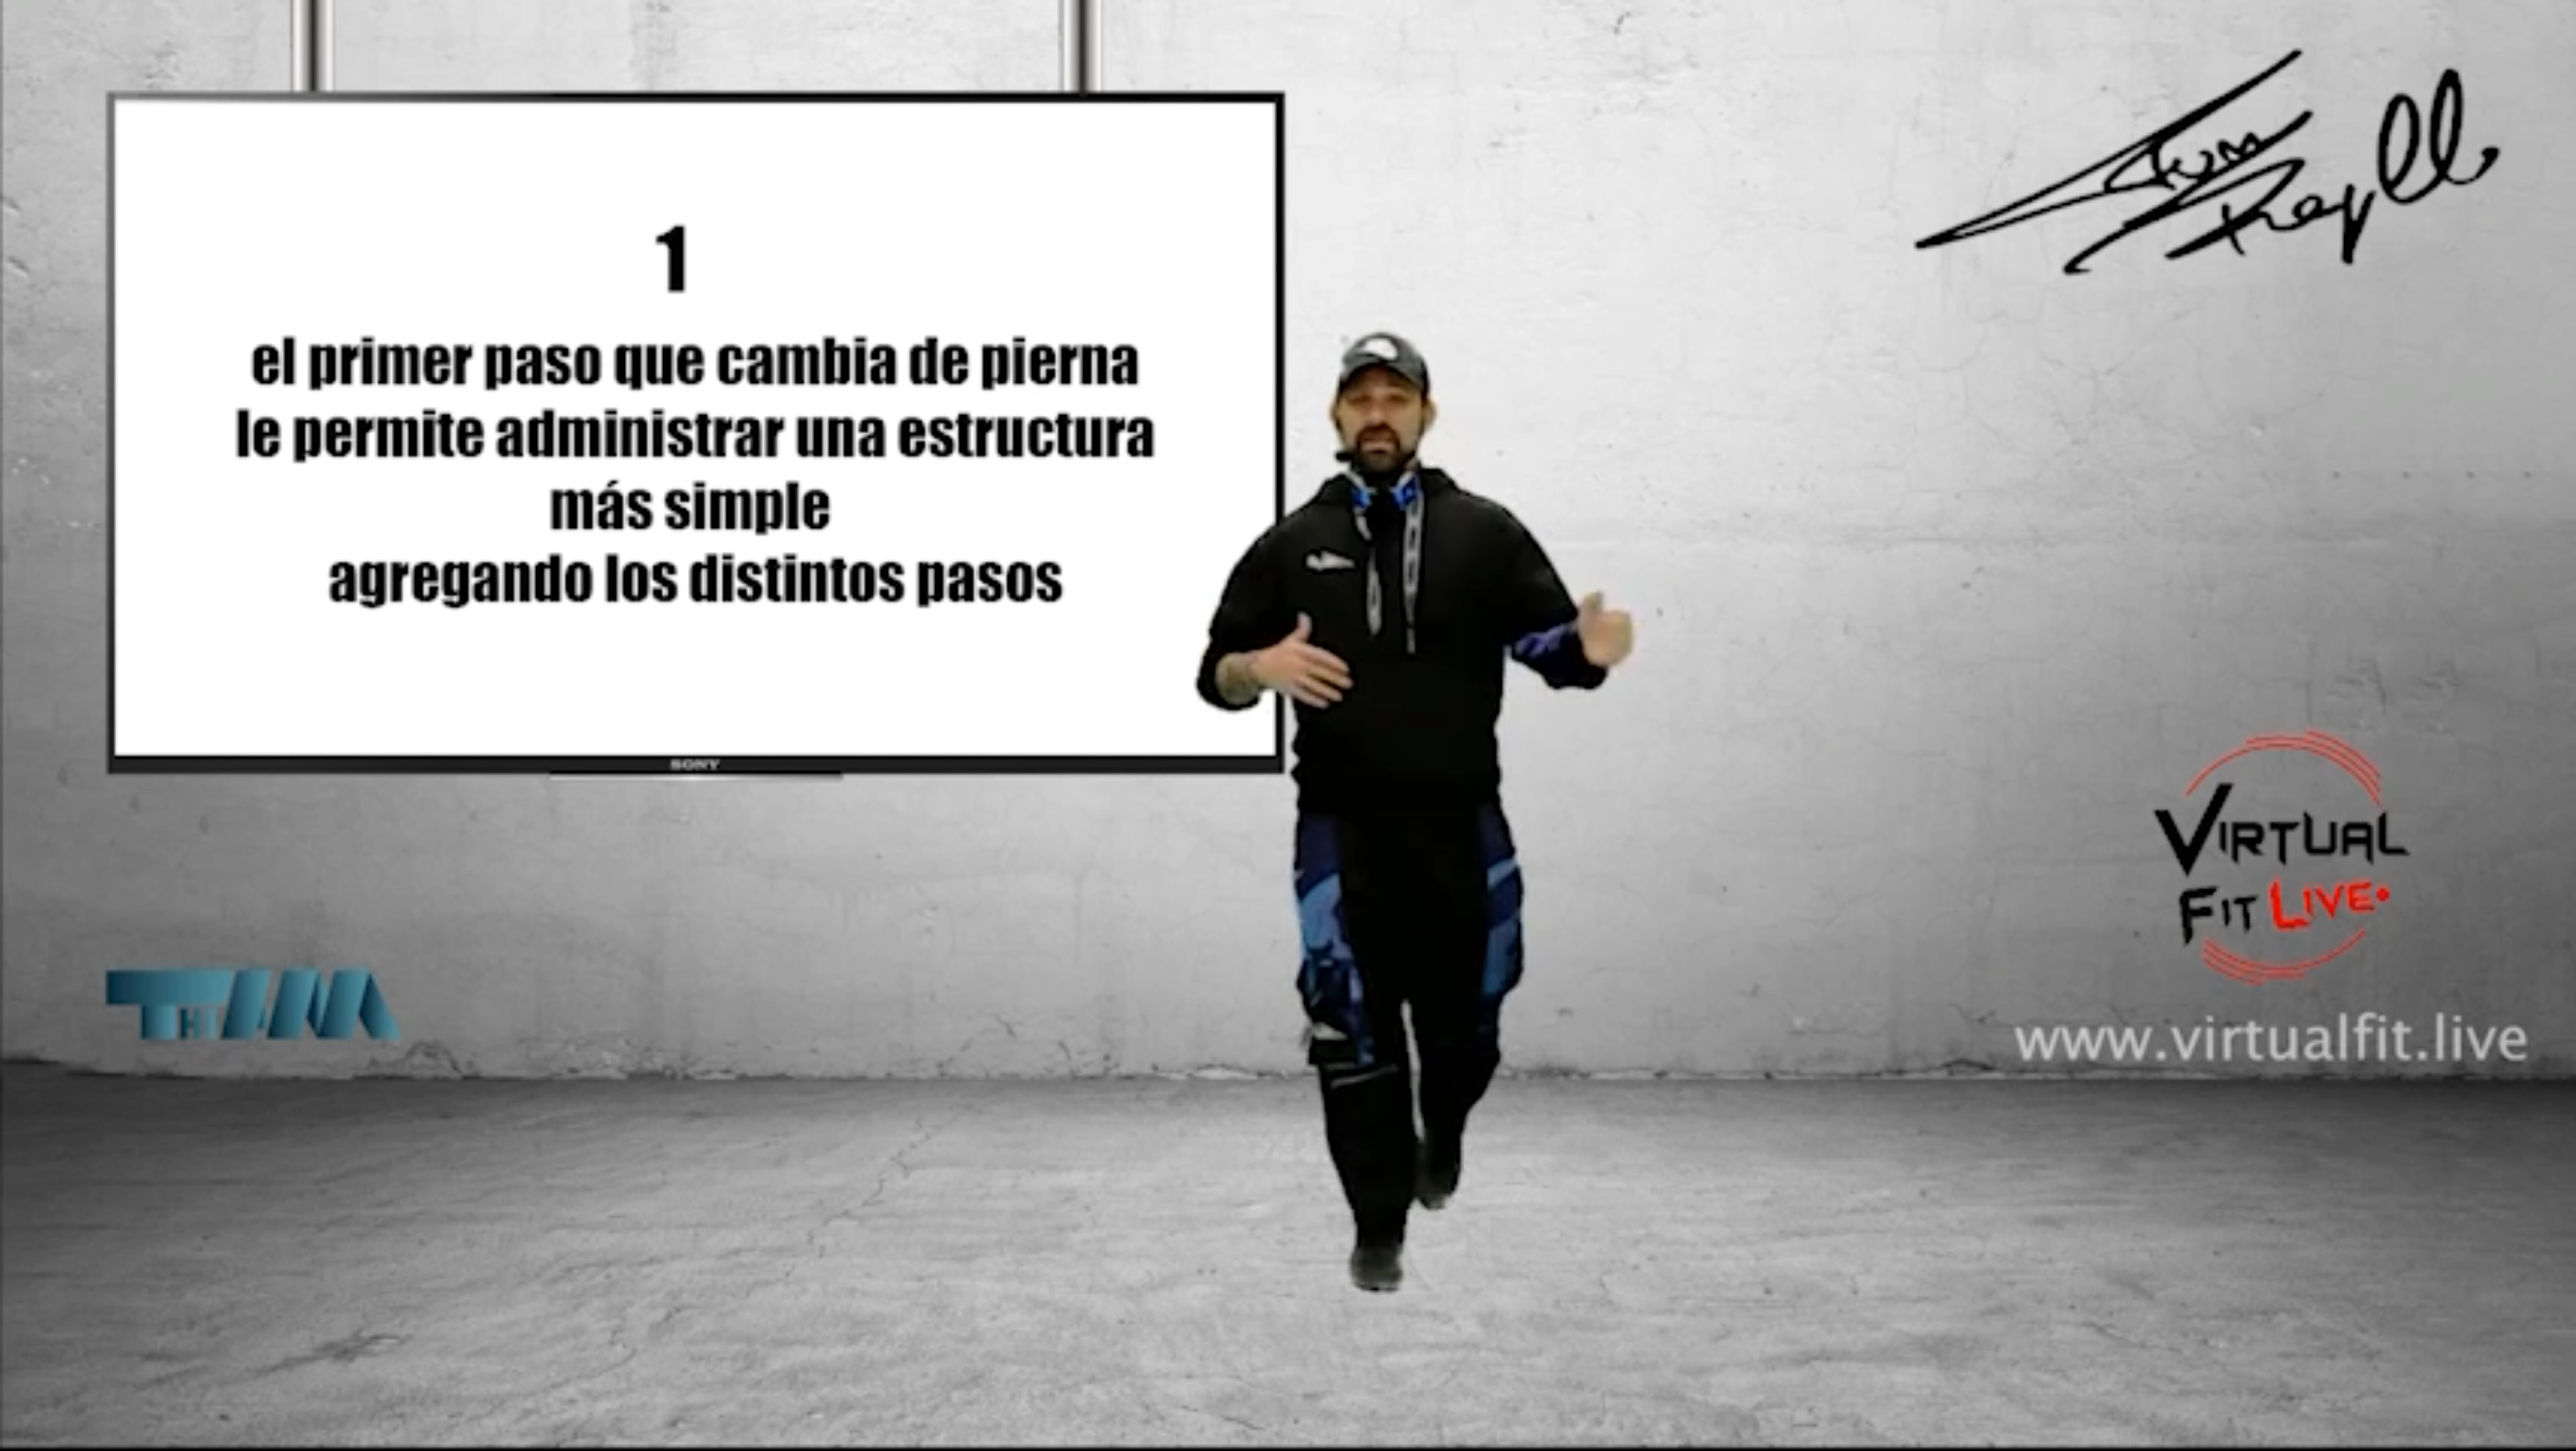 1
el primer paso que cambia de pierna
le permite administrar una estructura
más simple
agregando los distintos pasos
SONY
VIRTUAL
FIT LIVE
www.virtualfit.live